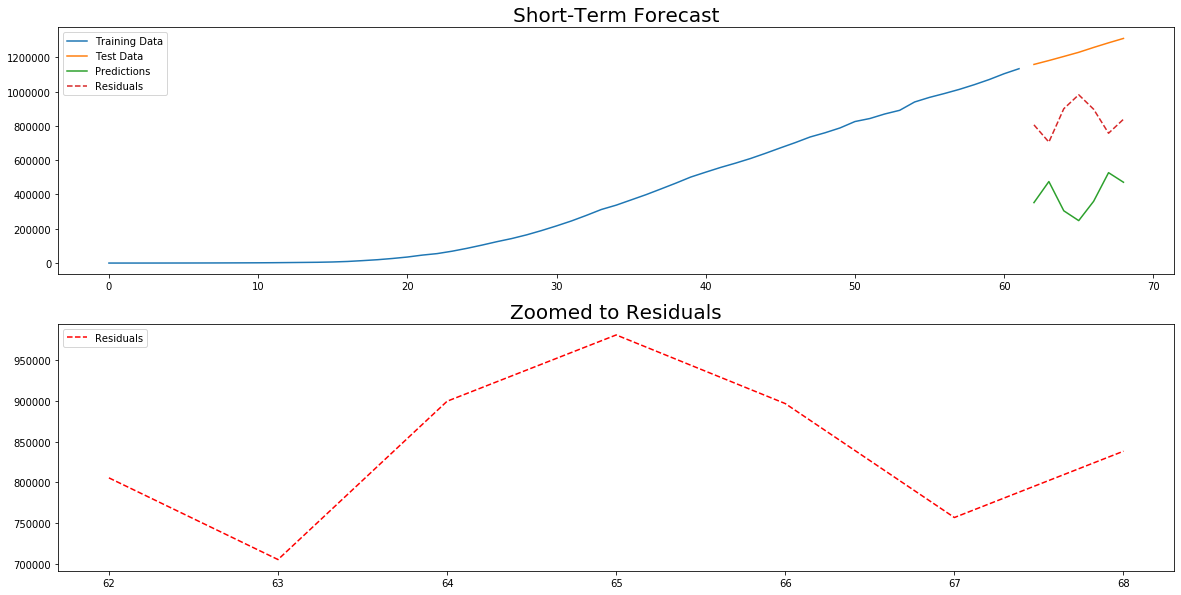 Short-Term Forecast
Training Data
Test Data
Predictions
Residuals
1200000
1000000
800000
600000
400000
200000
0
0 10 20 30 40 50 60 70
Zoomed to Residuals
Residuals
950000
900000
850000
800000
750000
700000
62 63 64 65 66 67 68